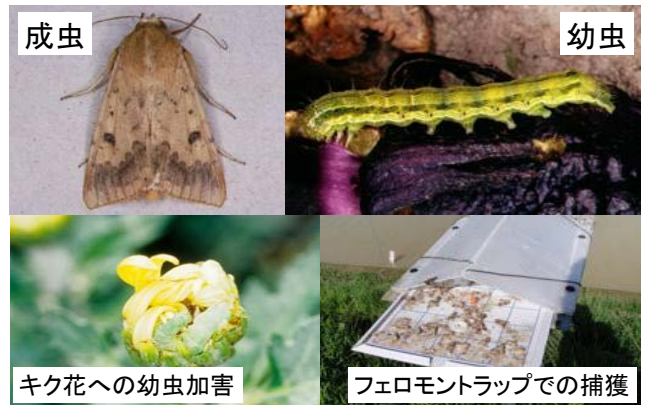 成虫
幼虫
キク花への幼虫加害
フェロモントラップでの捕獲